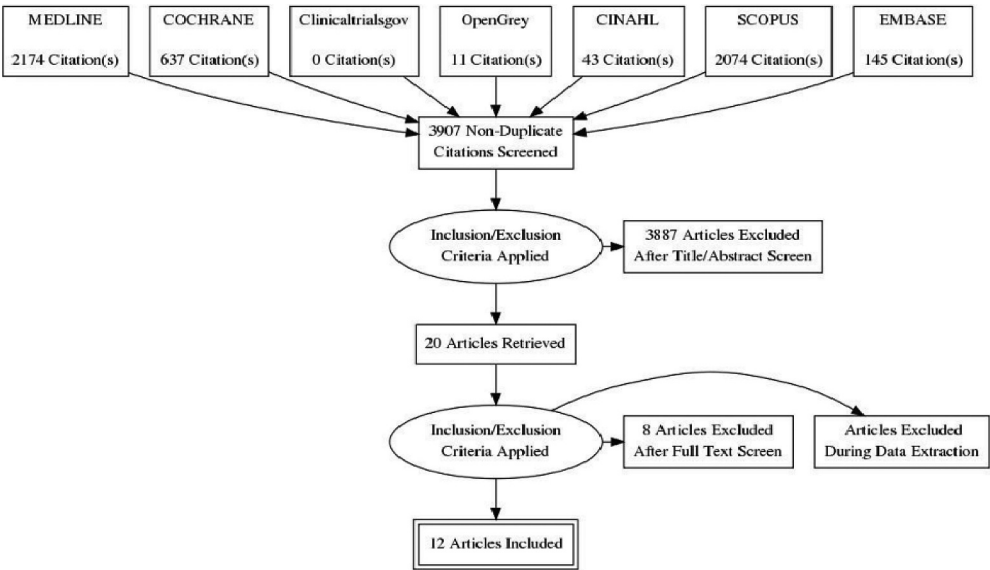 MEDLINE
2174 Citation(s)
COCHRANE
637 Citation(s)
Clinicaltrialsgov
0 Citation(s)
OpenGrey
11 Citation(s)
CINAHL
43 Citation(s)
SCOPUS
2074 Citation(s)
EMBASE
145 Citation(s)
3907 Non-Duplicate
Citations Screened
Inclusion/Exclusion
Criteria Applied
3887 Articles Excluded
After Title/Abstract Screen
20 Articles Retrieved
Inclusion/Exclusion
Criteria Applied
8 Articles Excluded
After Full Text Screen
Articles Excluded
During Data Extraction
12 Articles Included